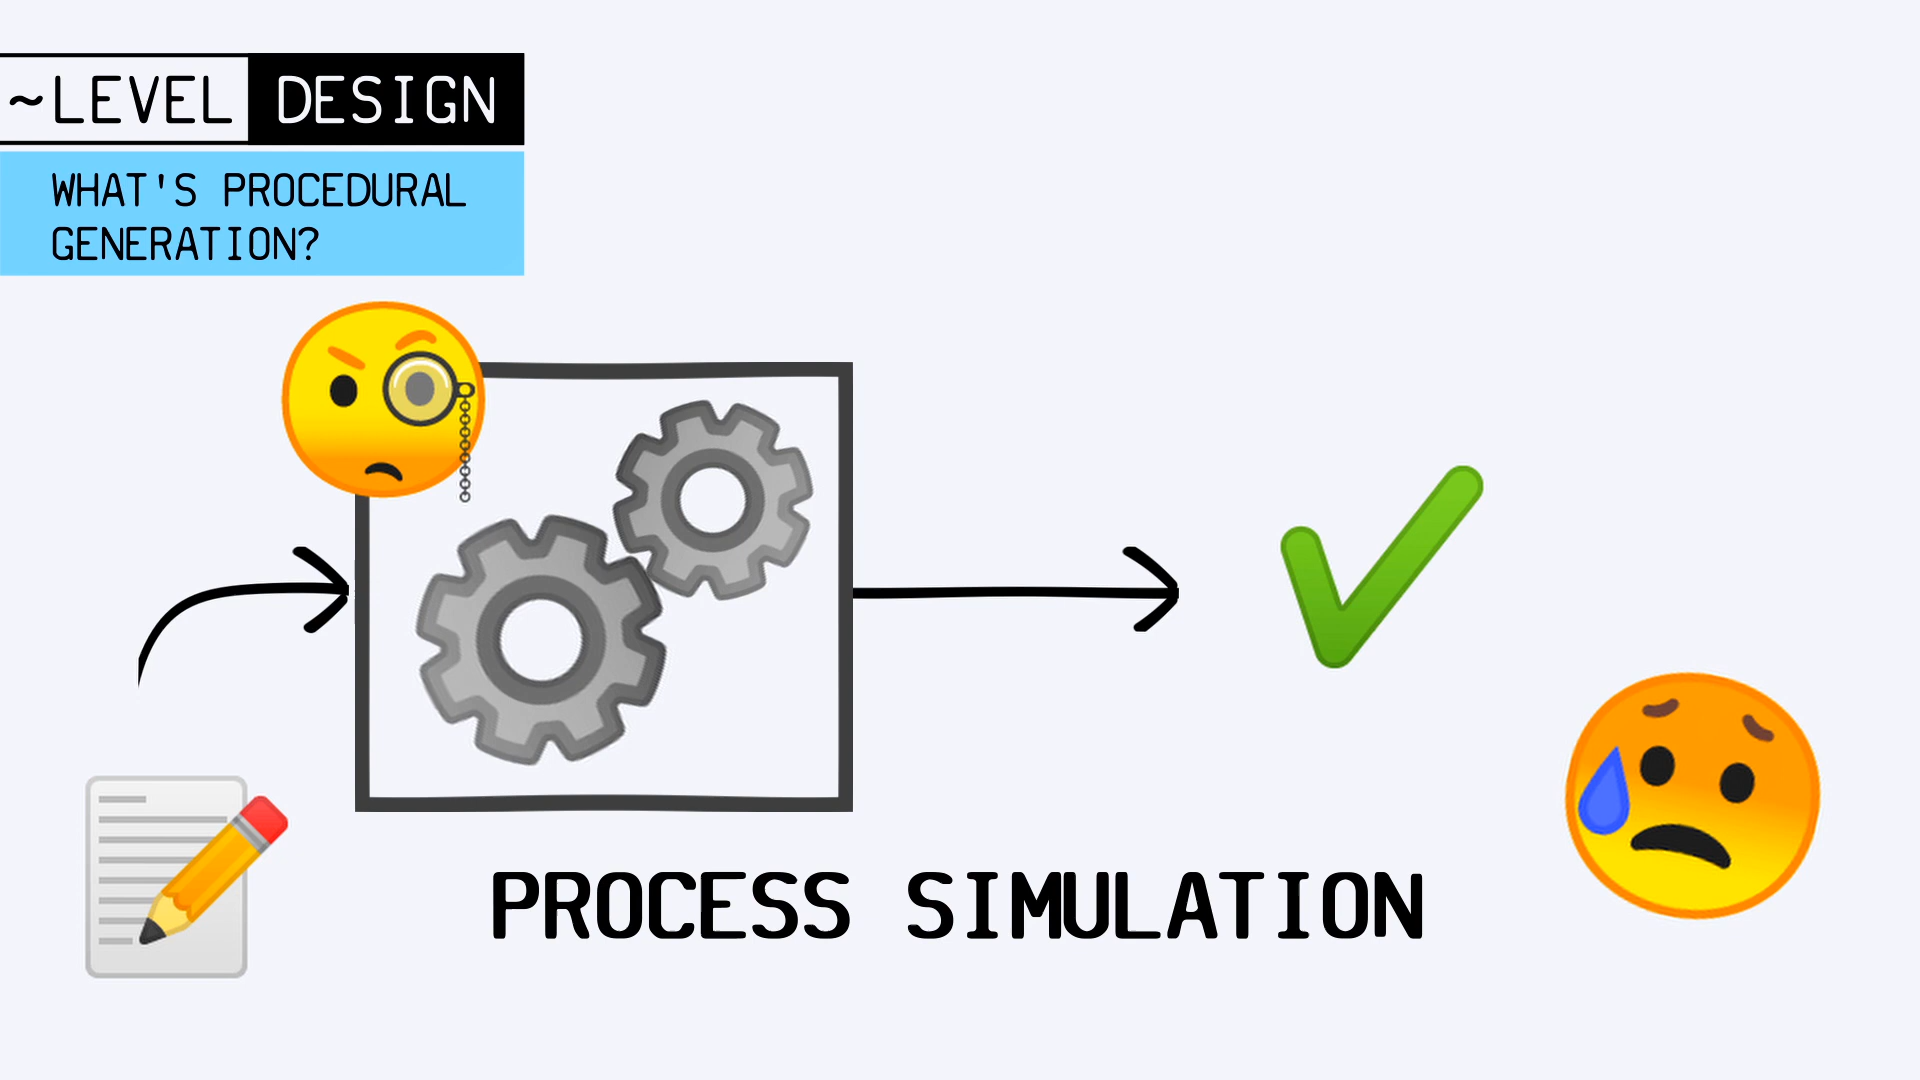 ~LEVEL DESIGN
WHAT'S PROCEDURAL
GENERATION?
PROCESS SIMULATION